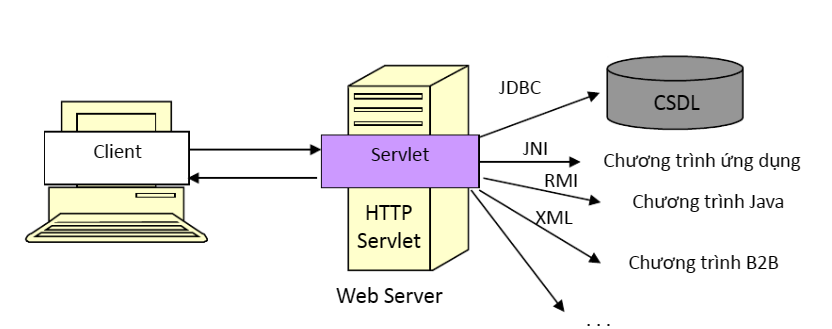 JDBC
CSDL
Client
Servlet
JNI
Chương trình ứng dụng
RMI
Chương trình Java
HTTP
Servlet
XML
Chương trình B2B
Web Server
...